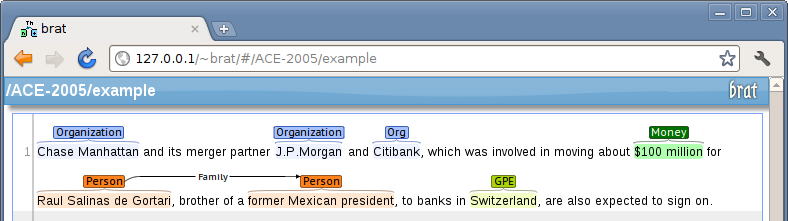 brat
127.0.0.1/~brat/#/ACE-2005/example
/ACE-2005/example
brat
Organization Organization Org Money
1 Chase Manhattan and its merger partner J.P.Morgan and Citibank, which was involved in moving about $100 million for
Person Family Person GPE
Raul Salinas de Gortari, brother of a former Mexican president, to banks in Switzerland, are also expected to sign on.